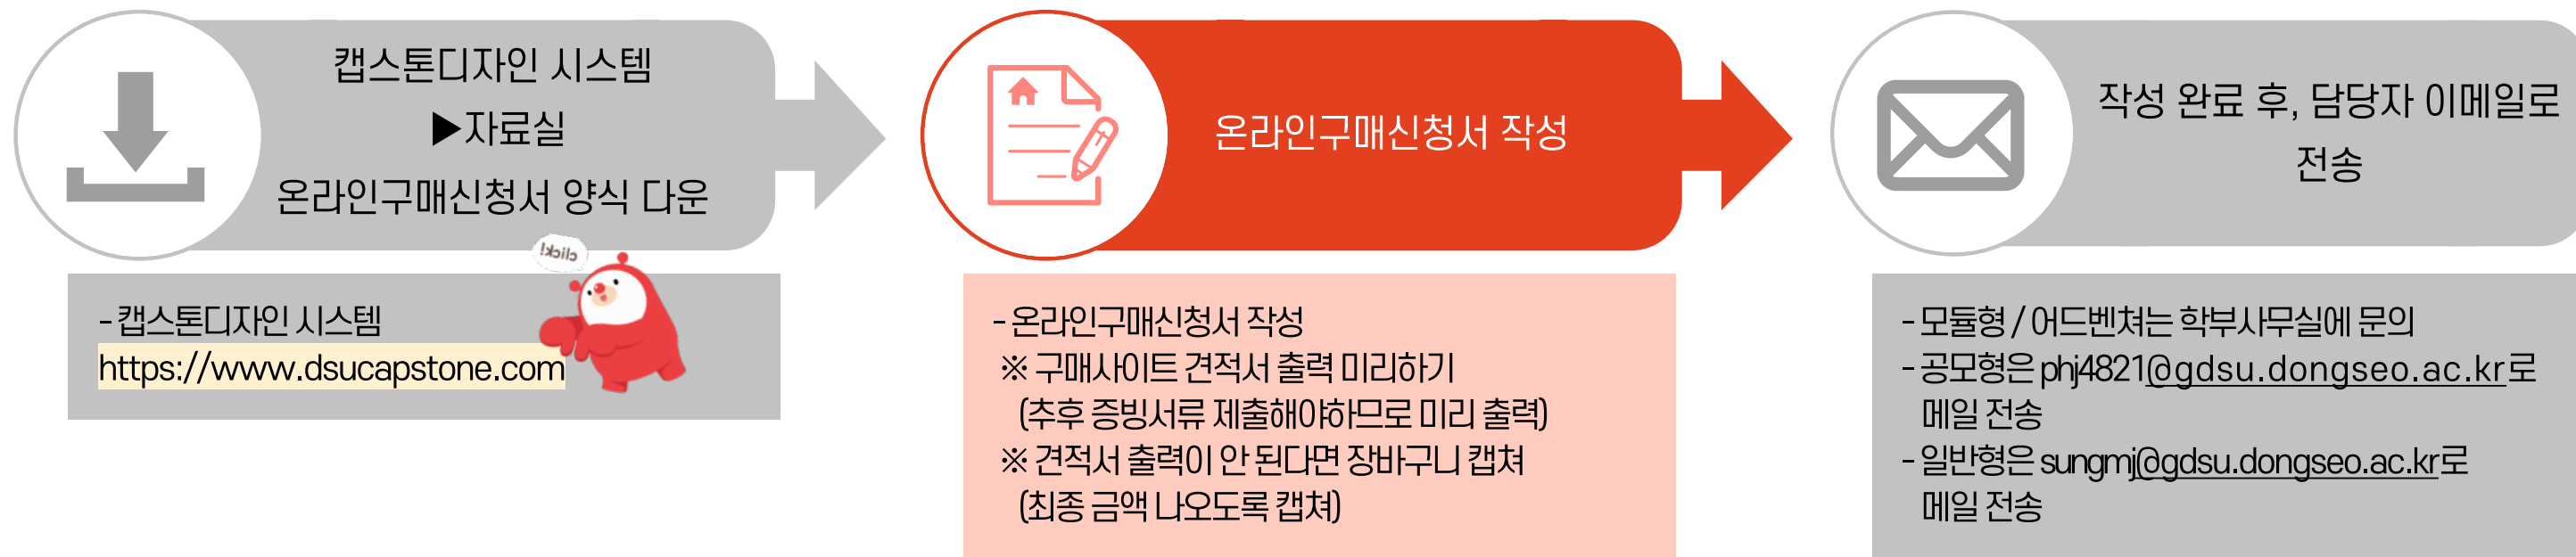 캡스톤디자인 시스템
▶자료실
온라인구매신청서 양식 다운
click!
- 캡스톤디자인 시스템
https://www.dsucapstone.com
온라인구매신청서 작성
- 온라인구매신청서 작성
※ 구매사이트 견적서 출력 미리하기
(추후 증빙서류 제출해야하므로 미리 출력)
※ 견적서 출력이 안 된다면 장바구니 캡쳐
(최종 금액 나오도록 캡쳐)
작성 완료 후, 담당자 이메일로
전송
- 모듈형 / 어드벤쳐는 학부사무실에 문의
- 공모형은 phj4821@gdsu.dongseo.ac.kr로
메일 전송
- 일반형은 sungmj@gdsu.dongseo.ac.kr로
메일 전송